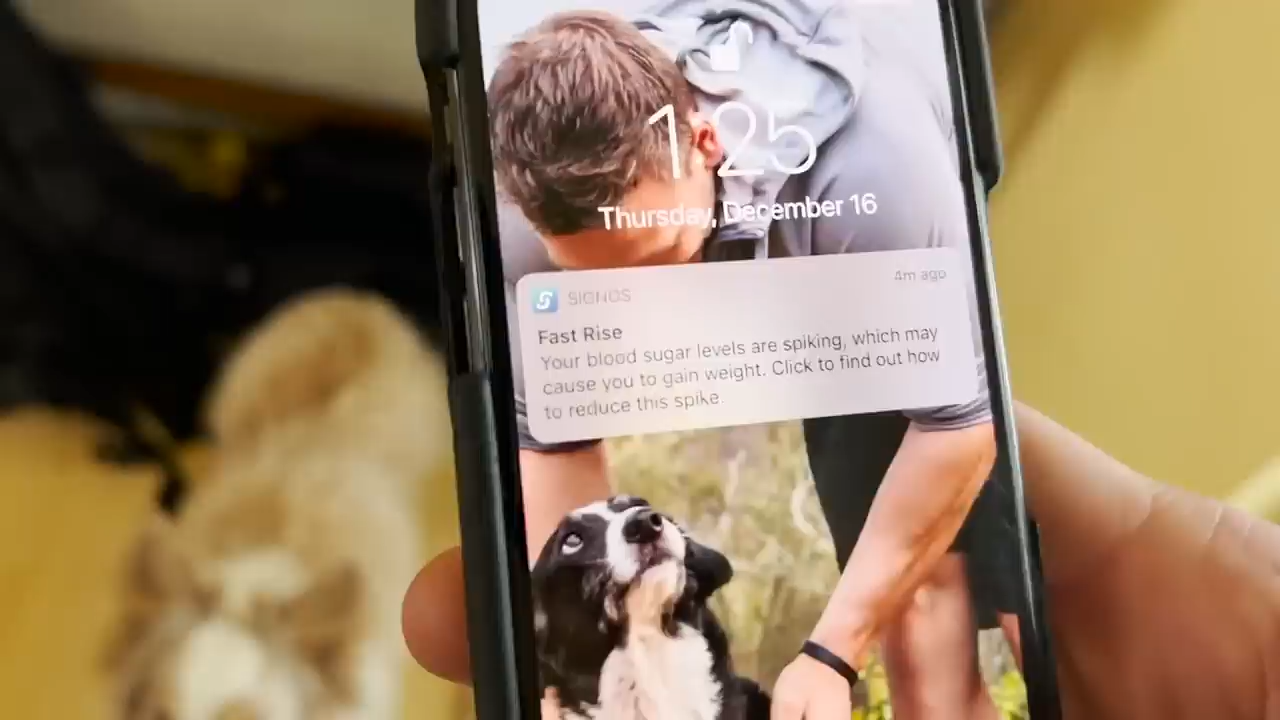 1:25
Thursday, December 16
SIGNOS
4m ago
Fast Rise
Your blood sugar levels are spiking, which may
cause you to gain weight. Click to find out how
to reduce this spike.